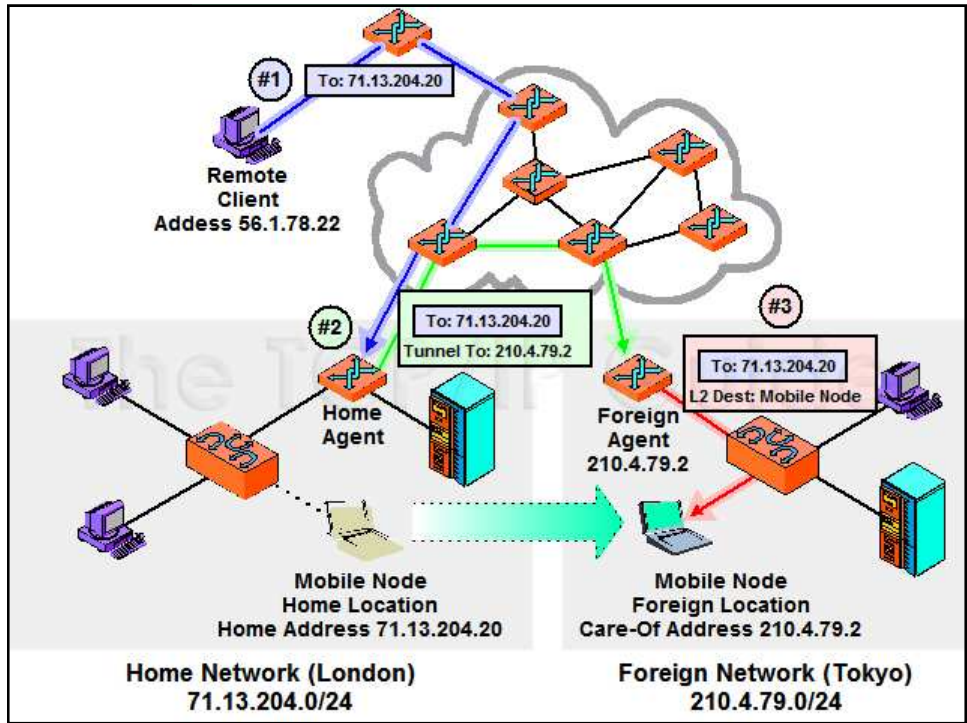 #1
To: 71.13.204.20
Remote
Client
Addess 56.1.78.22
#2
To: 71.13.204.20
Tunnel To: 210.4.79.2
#3
To: 71.13.204.20
L2 Dest: Mobile Node
The TCP/IP Guide
Home
Agent
Foreign
Agent
210.4.79.2
Mobile Node
Home Location
Home Address 71.13.204.20
Mobile Node
Foreign Location
Care-Of Address 210.4.79.2
Home Network (London)
71.13.204.0/24
Foreign Network (Tokyo)
210.4.79.0/24